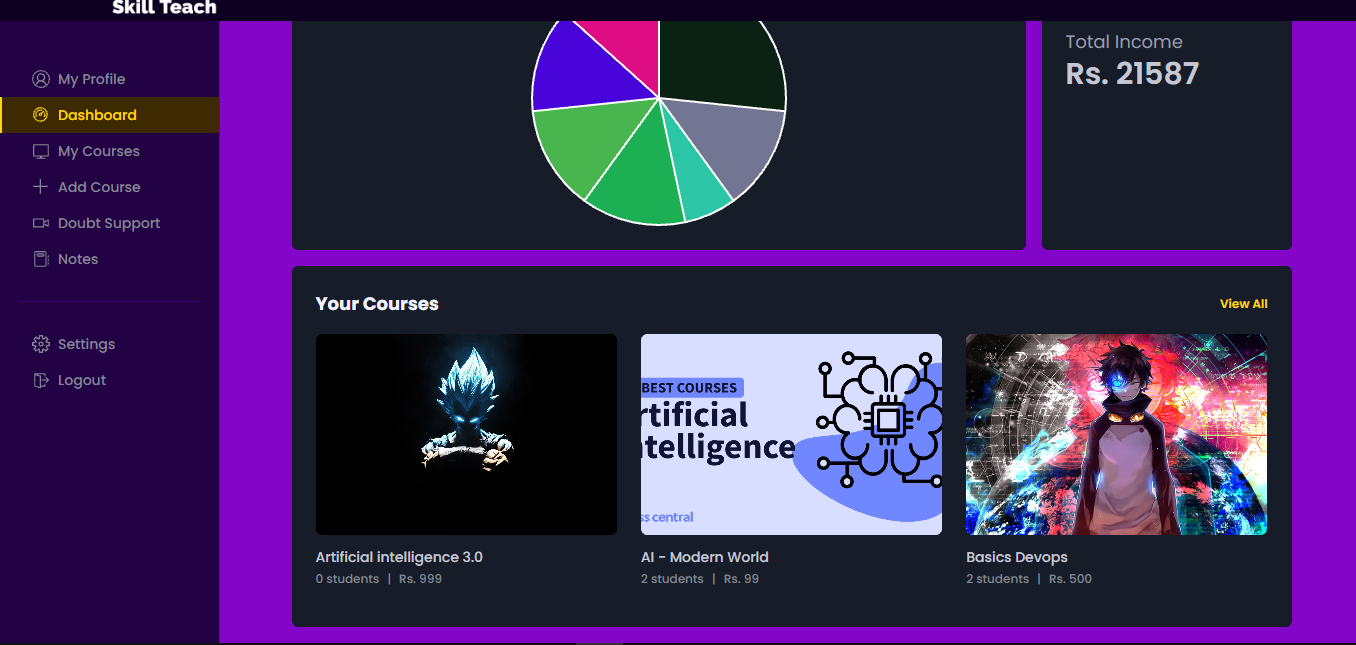 Skill Teach
My Profile
Dashboard
My Courses
Add Course
Doubt Support
Notes
Settings
Logout
Total Income
Rs. 21587
Your Courses
View All
BEST COURSES
rtificial
telligence
ss central
Artificial intelligence 3.0
0 students | Rs. 999
AI - Modern World
2 students | Rs. 99
Basics Devops
2 students | Rs. 500